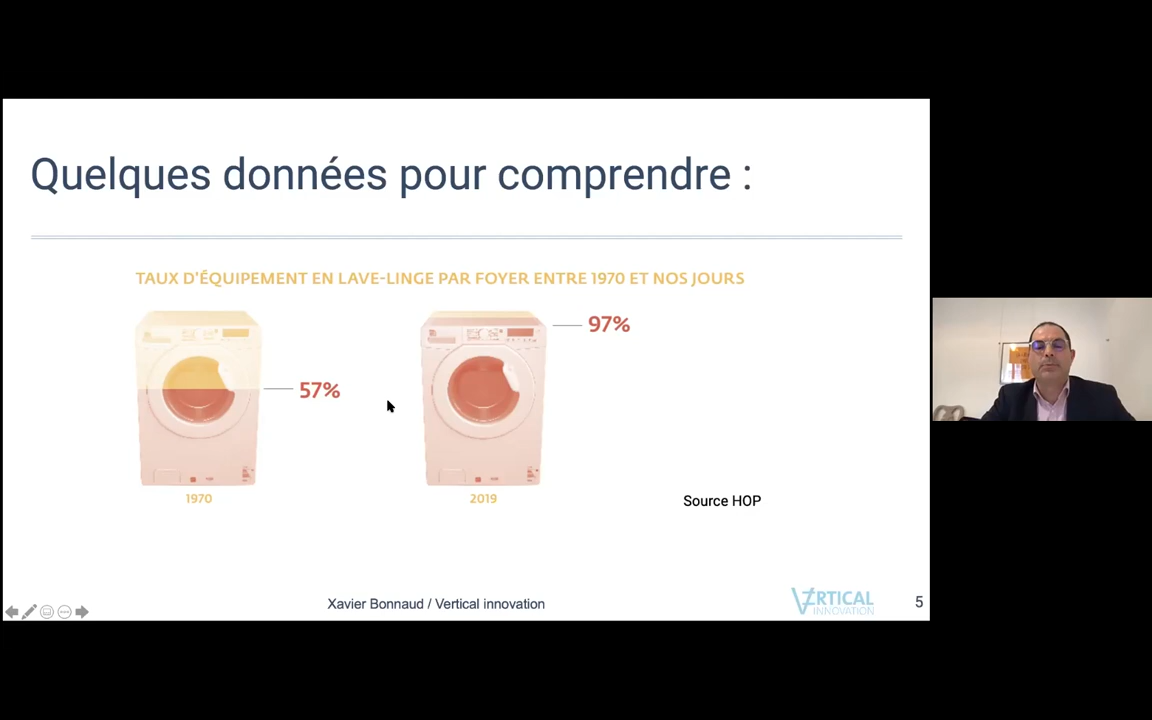 Quelques données pour comprendre :
TAUX D'ÉQUIPEMENT EN LAVE-LINGE PAR FOYER ENTRE 1970 ET NOS JOURS
97%
57%
1970
2019
Source HOP
Xavier Bonnaud / Vertical innovation
VERTICAL
INNOVATION
5